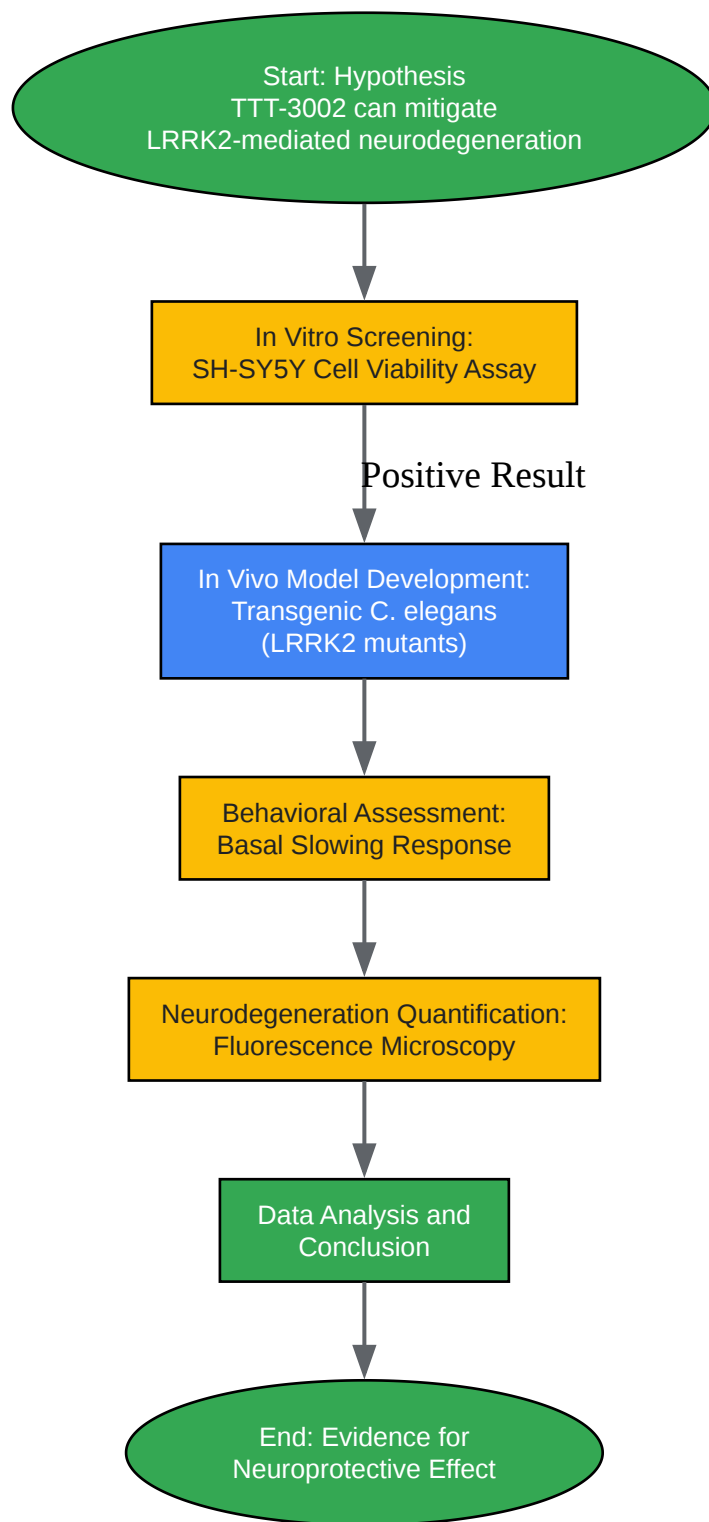 Start: Hypothesis
TTT-3002 can mitigate
LRRK2-mediated neurodegeneration
In Vitro Screening:
SH-SY5Y Cell Viability Assay
Positive Result
In Vivo Model Development:
Transgenic C. elegans
(LRRK2 mutants)
Behavioral Assessment:
Basal Slowing Response
Neurodegeneration Quantification:
Fluorescence Microscopy
Data Analysis and
Conclusion
End: Evidence for
Neuroprotective Effect